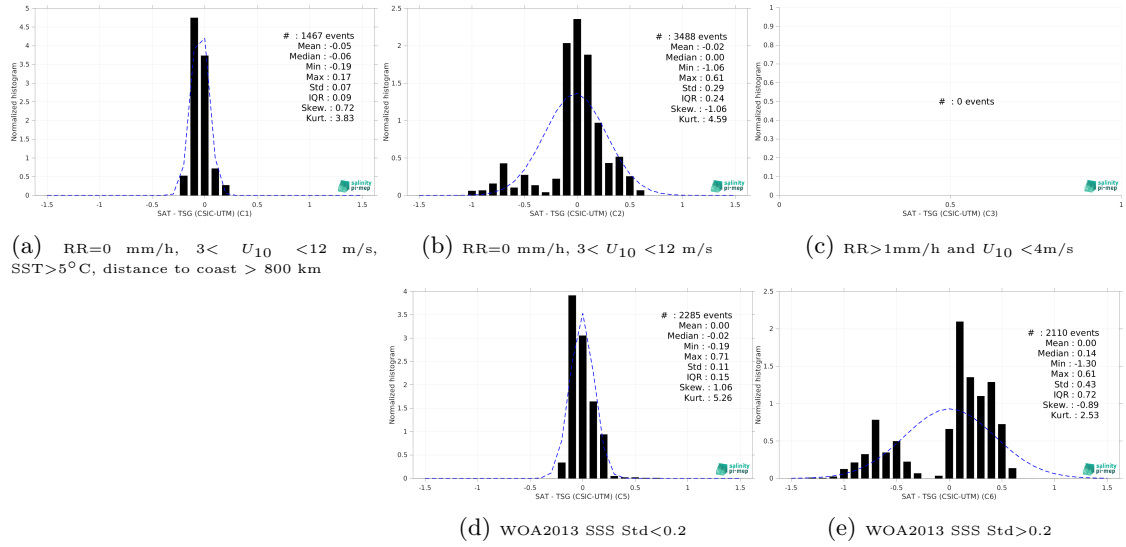 5
4.5
4
3.5
3
2.5
2
1.5
1
0.5
0
Normalized histogram
-1.5 -1 -0.5 0 0.5 1 1.5
SAT - TSG (CSIC-UTM) (C1)
# : 1467 events
Mean : -0.05
Median : -0.06
Min : -0.19
Max : 0.17
Std : 0.07
IQR : 0.09
Skew. : 0.72
Kurt. : 3.83
salinity
pi-mep
(a) RR=0 mm/h, 3< U10 <12 m/s,
SST>5°C, distance to coast > 800 km
2.5
2
1.5
1
0.5
0
Normalized histogram
-1.5 -1 -0.5 0 0.5 1 1.5
SAT - TSG (CSIC-UTM) (C2)
# : 3488 events
Mean : -0.02
Median : 0.00
Min : -1.06
Max : 0.61
Std : 0.29
IQR : 0.24
Skew. : -1.06
Kurt. : 4.59
salinity
pi-mep
(b) RR=0 mm/h, 3< U10 <12 m/s
1
0.9
0.8
0.7
0.6
0.5
0.4
0.3
0.2
0.1
0
Normalized histogram
0 0.5 1
SAT - TSG (CSIC-UTM) (C3)
# : 0 events
salinity
pi-mep
(c) RR>1mm/h and U10 <4m/s
4
3.5
3
2.5
2
1.5
1
0.5
0
Normalized histogram
-1.5 -1 -0.5 0 0.5 1 1.5
SAT - TSG (CSIC-UTM) (C5)
# : 2285 events
Mean : 0.00
Median : -0.02
Min : -0.19
Max : 0.71
Std : 0.11
IQR : 0.15
Skew. : 1.06
Kurt. : 5.26
salinity
pi-mep
(d) WOA2013 SSS Std<0.2
2.5
2
1.5
1
0.5
0
Normalized histogram
-1.5 -1 -0.5 0 0.5 1 1.5
SAT - TSG (CSIC-UTM) (C6)
# : 2110 events
Mean : 0.00
Median : 0.14
Min : -1.30
Max : 0.61
Std : 0.43
IQR : 0.72
Skew. : -0.89
Kurt. : 2.53
salinity
pi-mep
(e) WOA2013 SSS Std>0.2